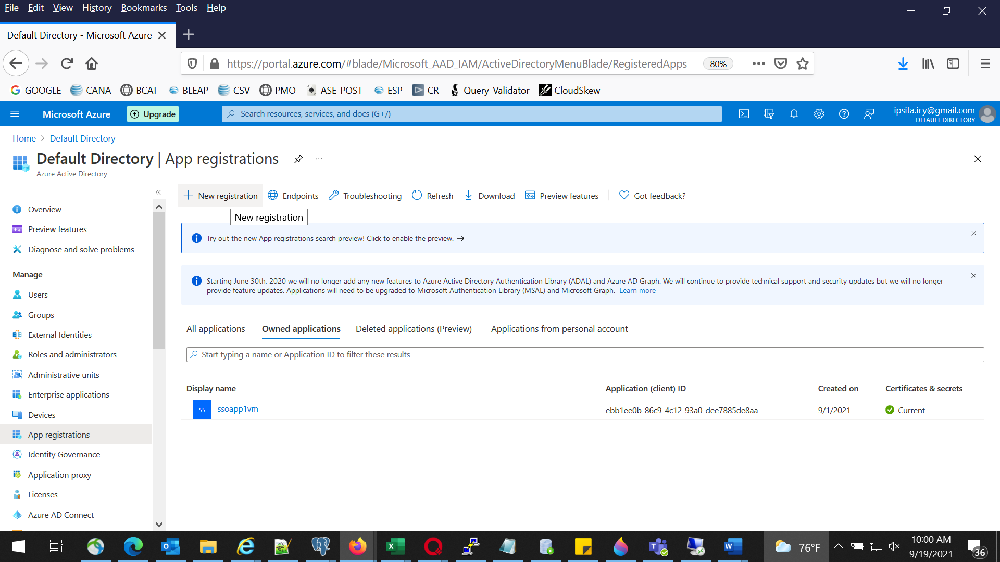 File Edit View History Bookmarks Tools Help
Default Directory - Microsoft Azure
https://portal.azure.com/#blade/Microsoft_AAD_IAM/ActiveDirectoryMenuBlade/RegisteredApps 80%
GOOGLE CANA BCAT BLEAP CSV PMO ASE-POST ESP CR Query_Validator CloudSkew
Microsoft Azure Upgrade Search resources, services, and docs (G+/) ipsita.icy@gmail.com
DEFAULT DIRECTORY
Home > Default Directory
Default Directory | App registrations
Azure Active Directory
New registration Endpoints Troubleshooting Refresh Download Preview features Got feedback?
New registration
Overview
Preview features
Diagnose and solve problems
Manage
Users
Groups
External Identities
Roles and administrators
Administrative units
Enterprise applications
Devices
App registrations
Identity Governance
Application proxy
Licenses
Azure AD Connect
Try out the new App registrations search preview! Click to enable the preview. →
Starting June 30th, 2020 we will no longer add any new features to Azure Active Directory Authentication Library (ADAL) and Azure AD Graph. We will continue to provide technical support and security updates but we will no longer
provide feature updates. Applications will need to be upgraded to Microsoft Authentication Library (MSAL) and Microsoft Graph. Learn more
All applications Owned applications Deleted applications (Preview) Applications from personal account
Start typing a name or Application ID to filter these results
Display name Application (client) ID Created on Certificates & secrets
SS ssoapp1vm ebb1ee0b-86c9-4c12-93a0-dee7885de8aa 9/1/2021 Current
76°F
10:00 AM
9/19/2021
36